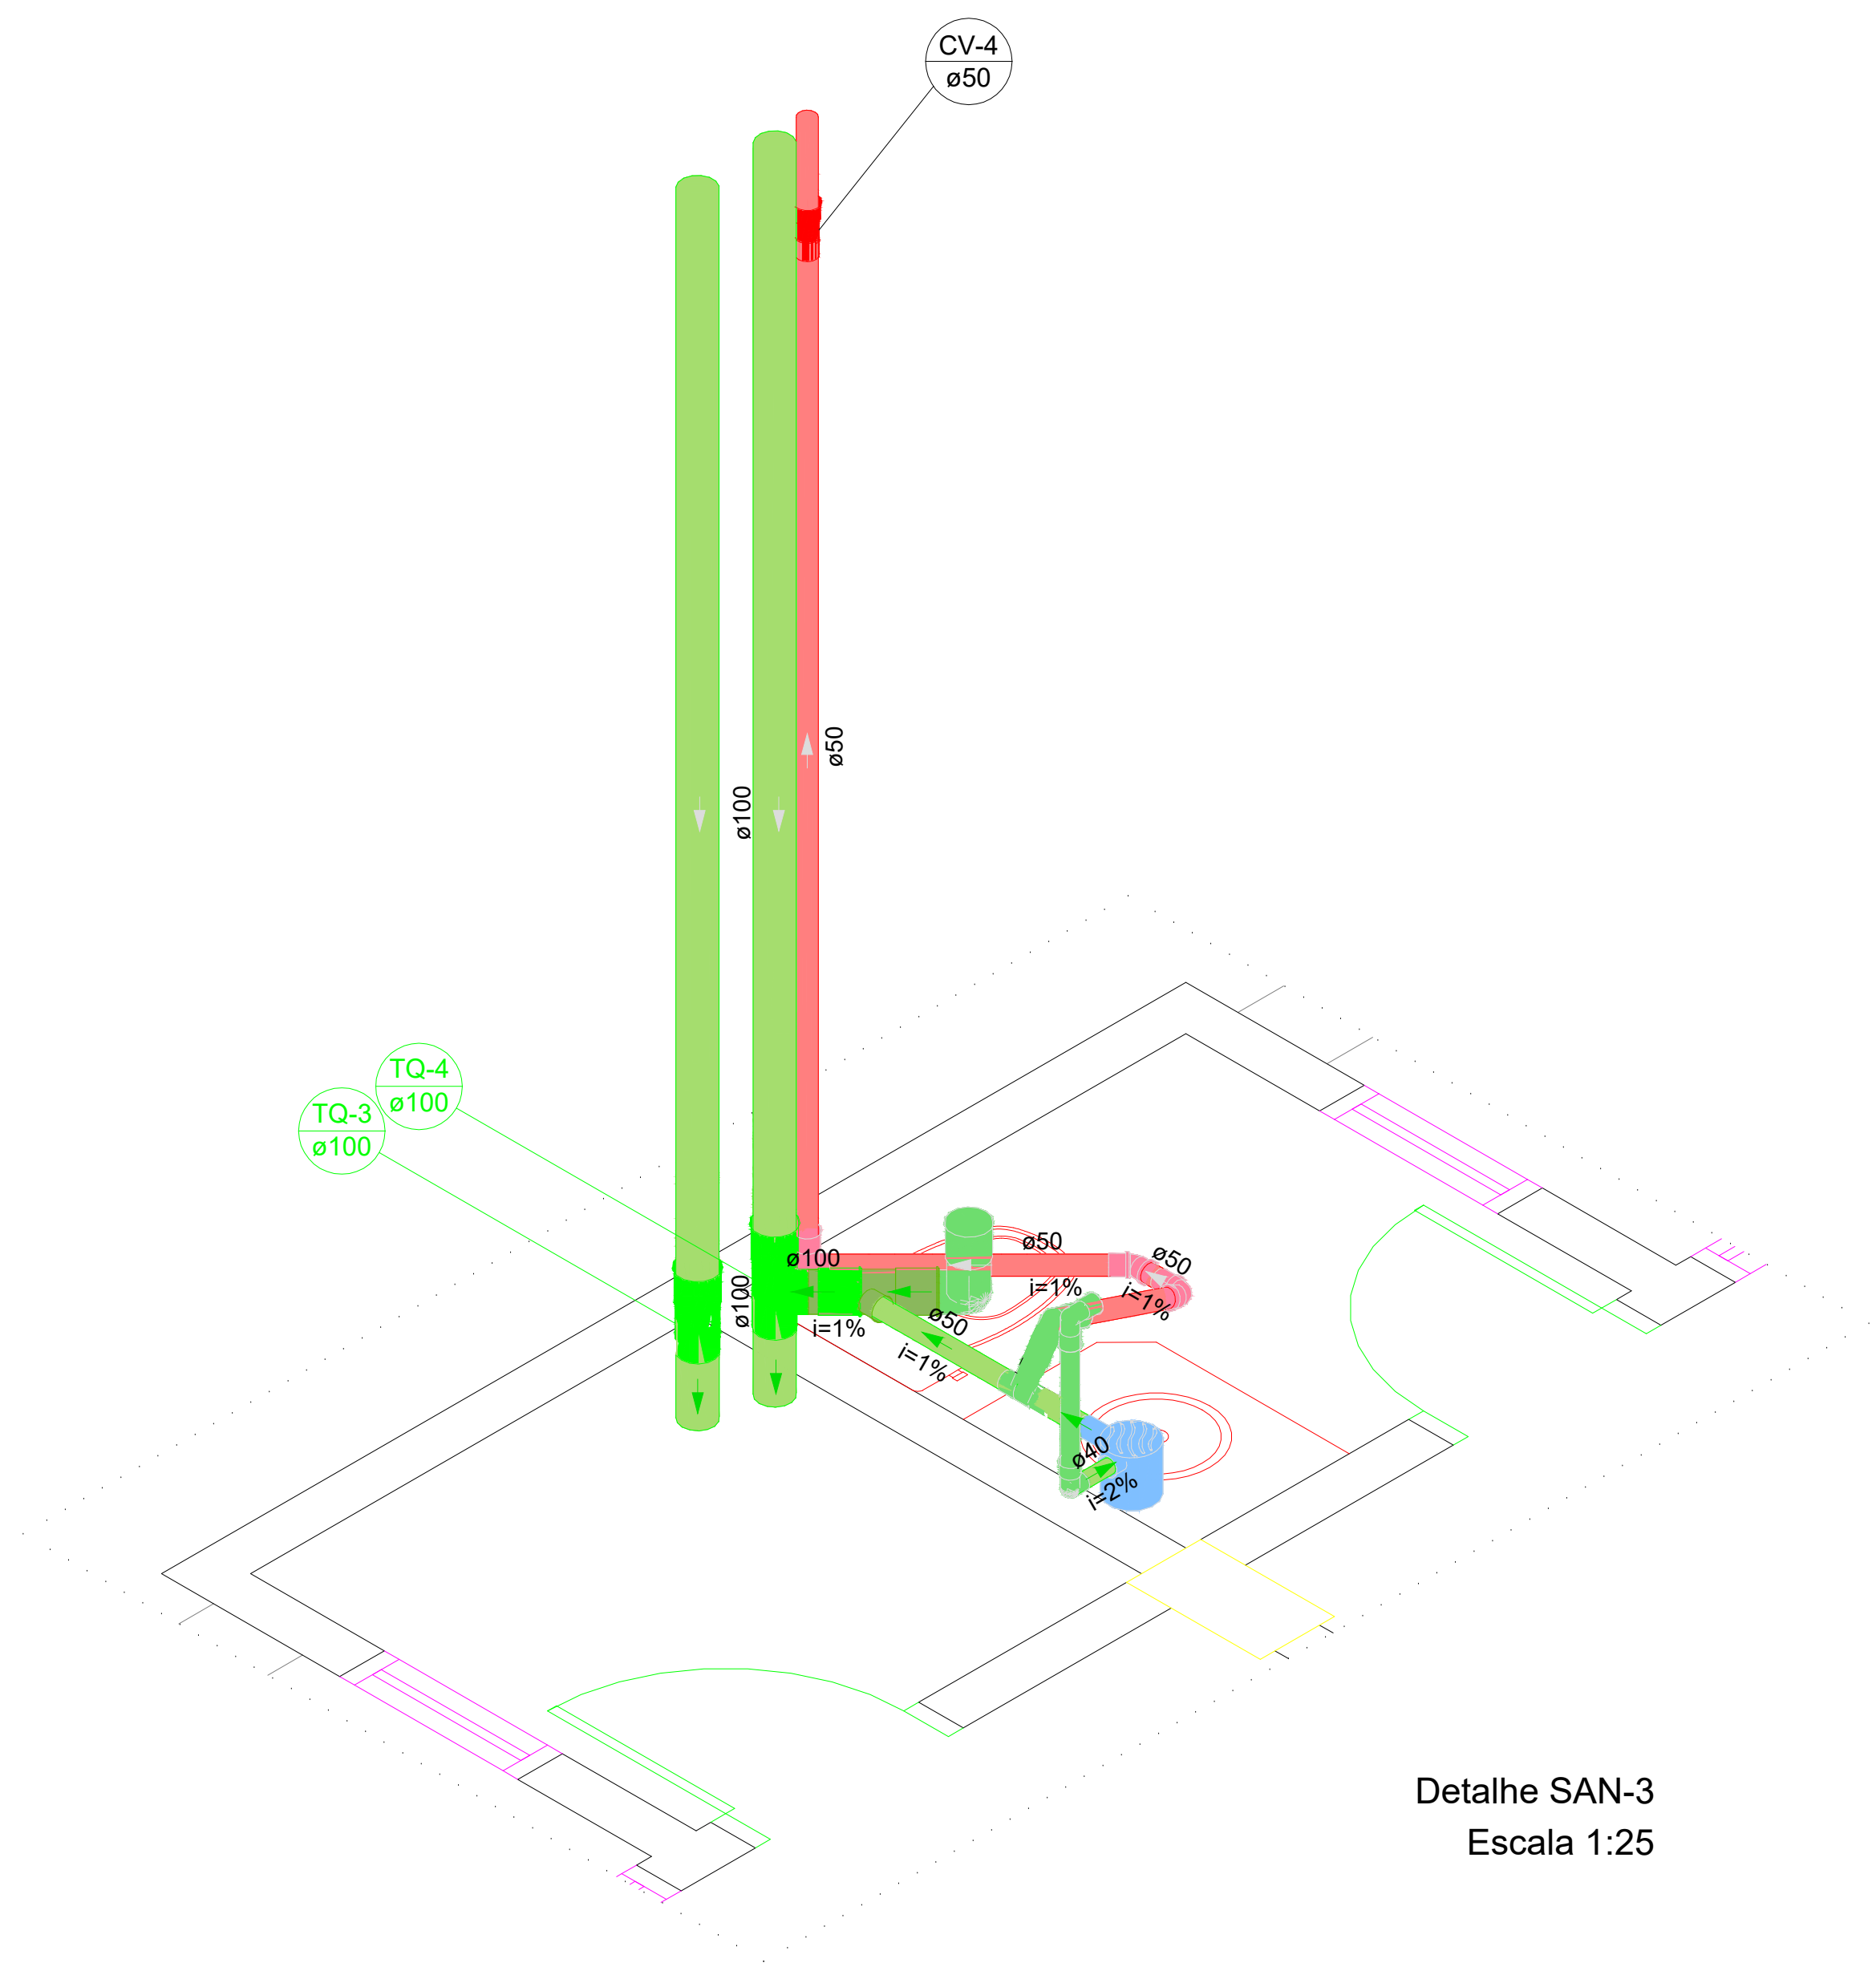 CV-4
ø50
ø50
ø100
TQ-4
ø100
TQ-3
ø100
ø50
ø100
ø50
i=1%
i=1%
ø100
i=1%
ø50
i=1%
ø40
i=2%
Detalhe SAN-3
Escala 1:25